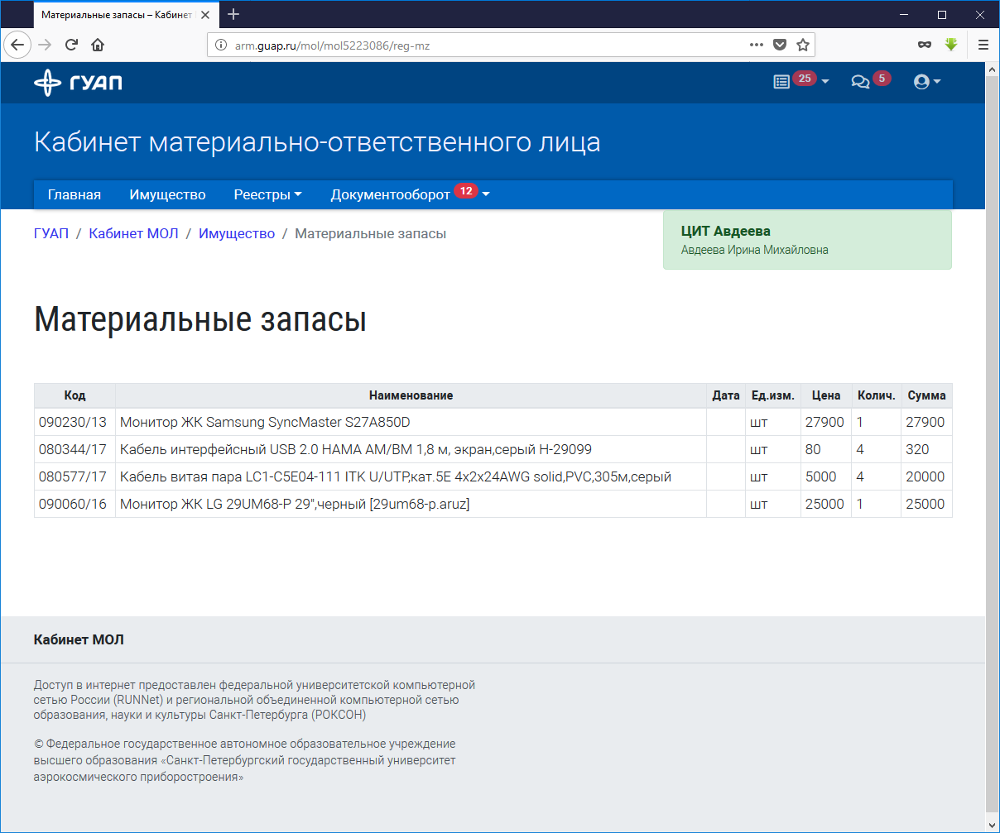 Материальные запасы – Кабинет
arm.guap.ru/mol/mol5223086/reg-mz
ГУАП
25
5
Кабинет материально-ответственного лица
Главная Имущество Реестры Документооборот 12
ГУАП / Кабинет МОЛ / Имущество / Материальные запасы
ЦИТ Авдеева
Авдеева Ирина Михайловна
Материальные запасы
Код Наименование Дата Ед.изм. Цена Колич. Сумма
090230/13 Монитор ЖК Samsung SyncMaster S27A850D шт 27900 1 27900
080344/17 Кабель интерфейсный USB 2.0 HAMA AM/BM 1,8 м, экран,серый H-29099 шт 80 4 320
080577/17 Кабель витая пара LC1-C5E04-111 ITK U/UTP,кат.5E 4x2x24AWG solid,PVC,305м,серый шт 5000 4 20000
090060/16 Монитор ЖК LG 29UM68-P 29",черный [29um68-p.aruz] шт 25000 1 25000
Кабинет МОЛ
Доступ в интернет предоставлен федеральной университетской компьютерной
сетью России (RUNNet) и региональной объединенной компьютерной сетью
образования, науки и культуры Санкт-Петербурга (РОКСОН)
© Федеральное государственное автономное образовательное учреждение
высшего образования «Санкт-Петербургский государственный университет
аэрокосмического приборостроения»